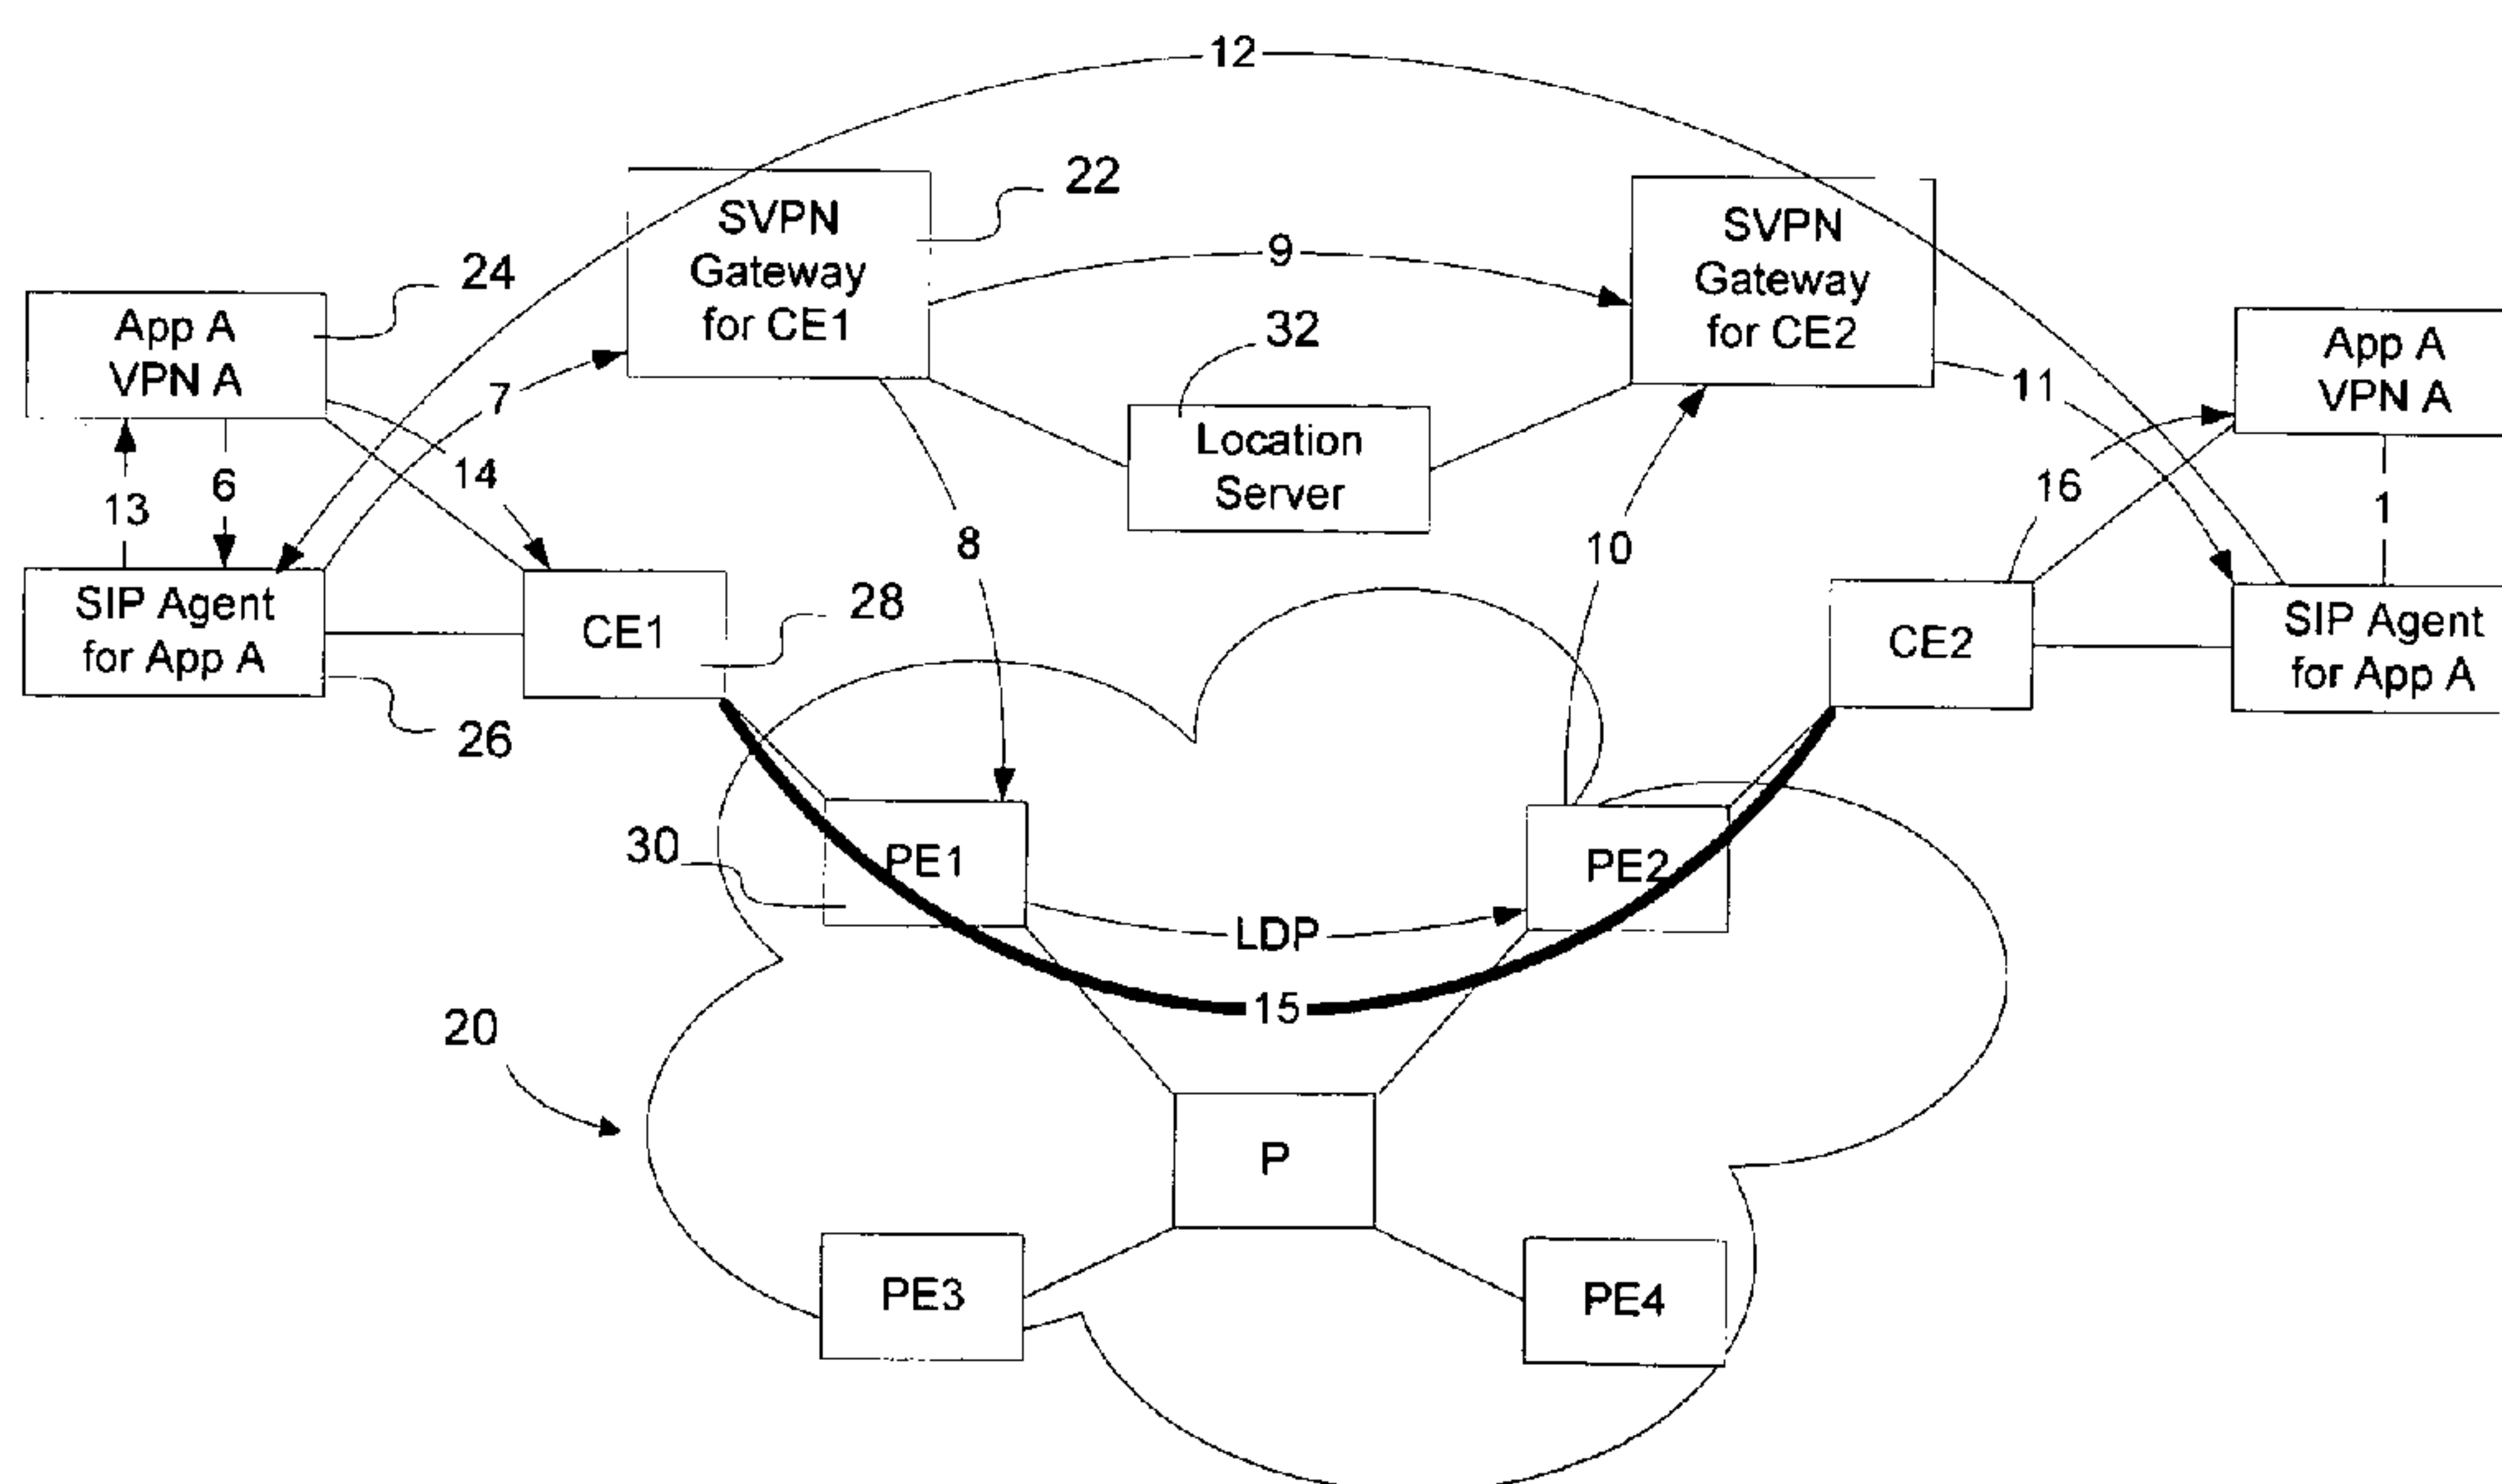 12
22
SVPN
Gateway
for CE1
9
SVPN
Gateway
for CE2
24
App A
VPN A
32
App A
VPN A
7
11
Location
Server
14
6
13
16
1
8
10
SIP Agent
for App A
CE1
28
CE2
SIP Agent
for App A
26
30
PE1
PE2
LDP
15
20
P
PE3
PE4